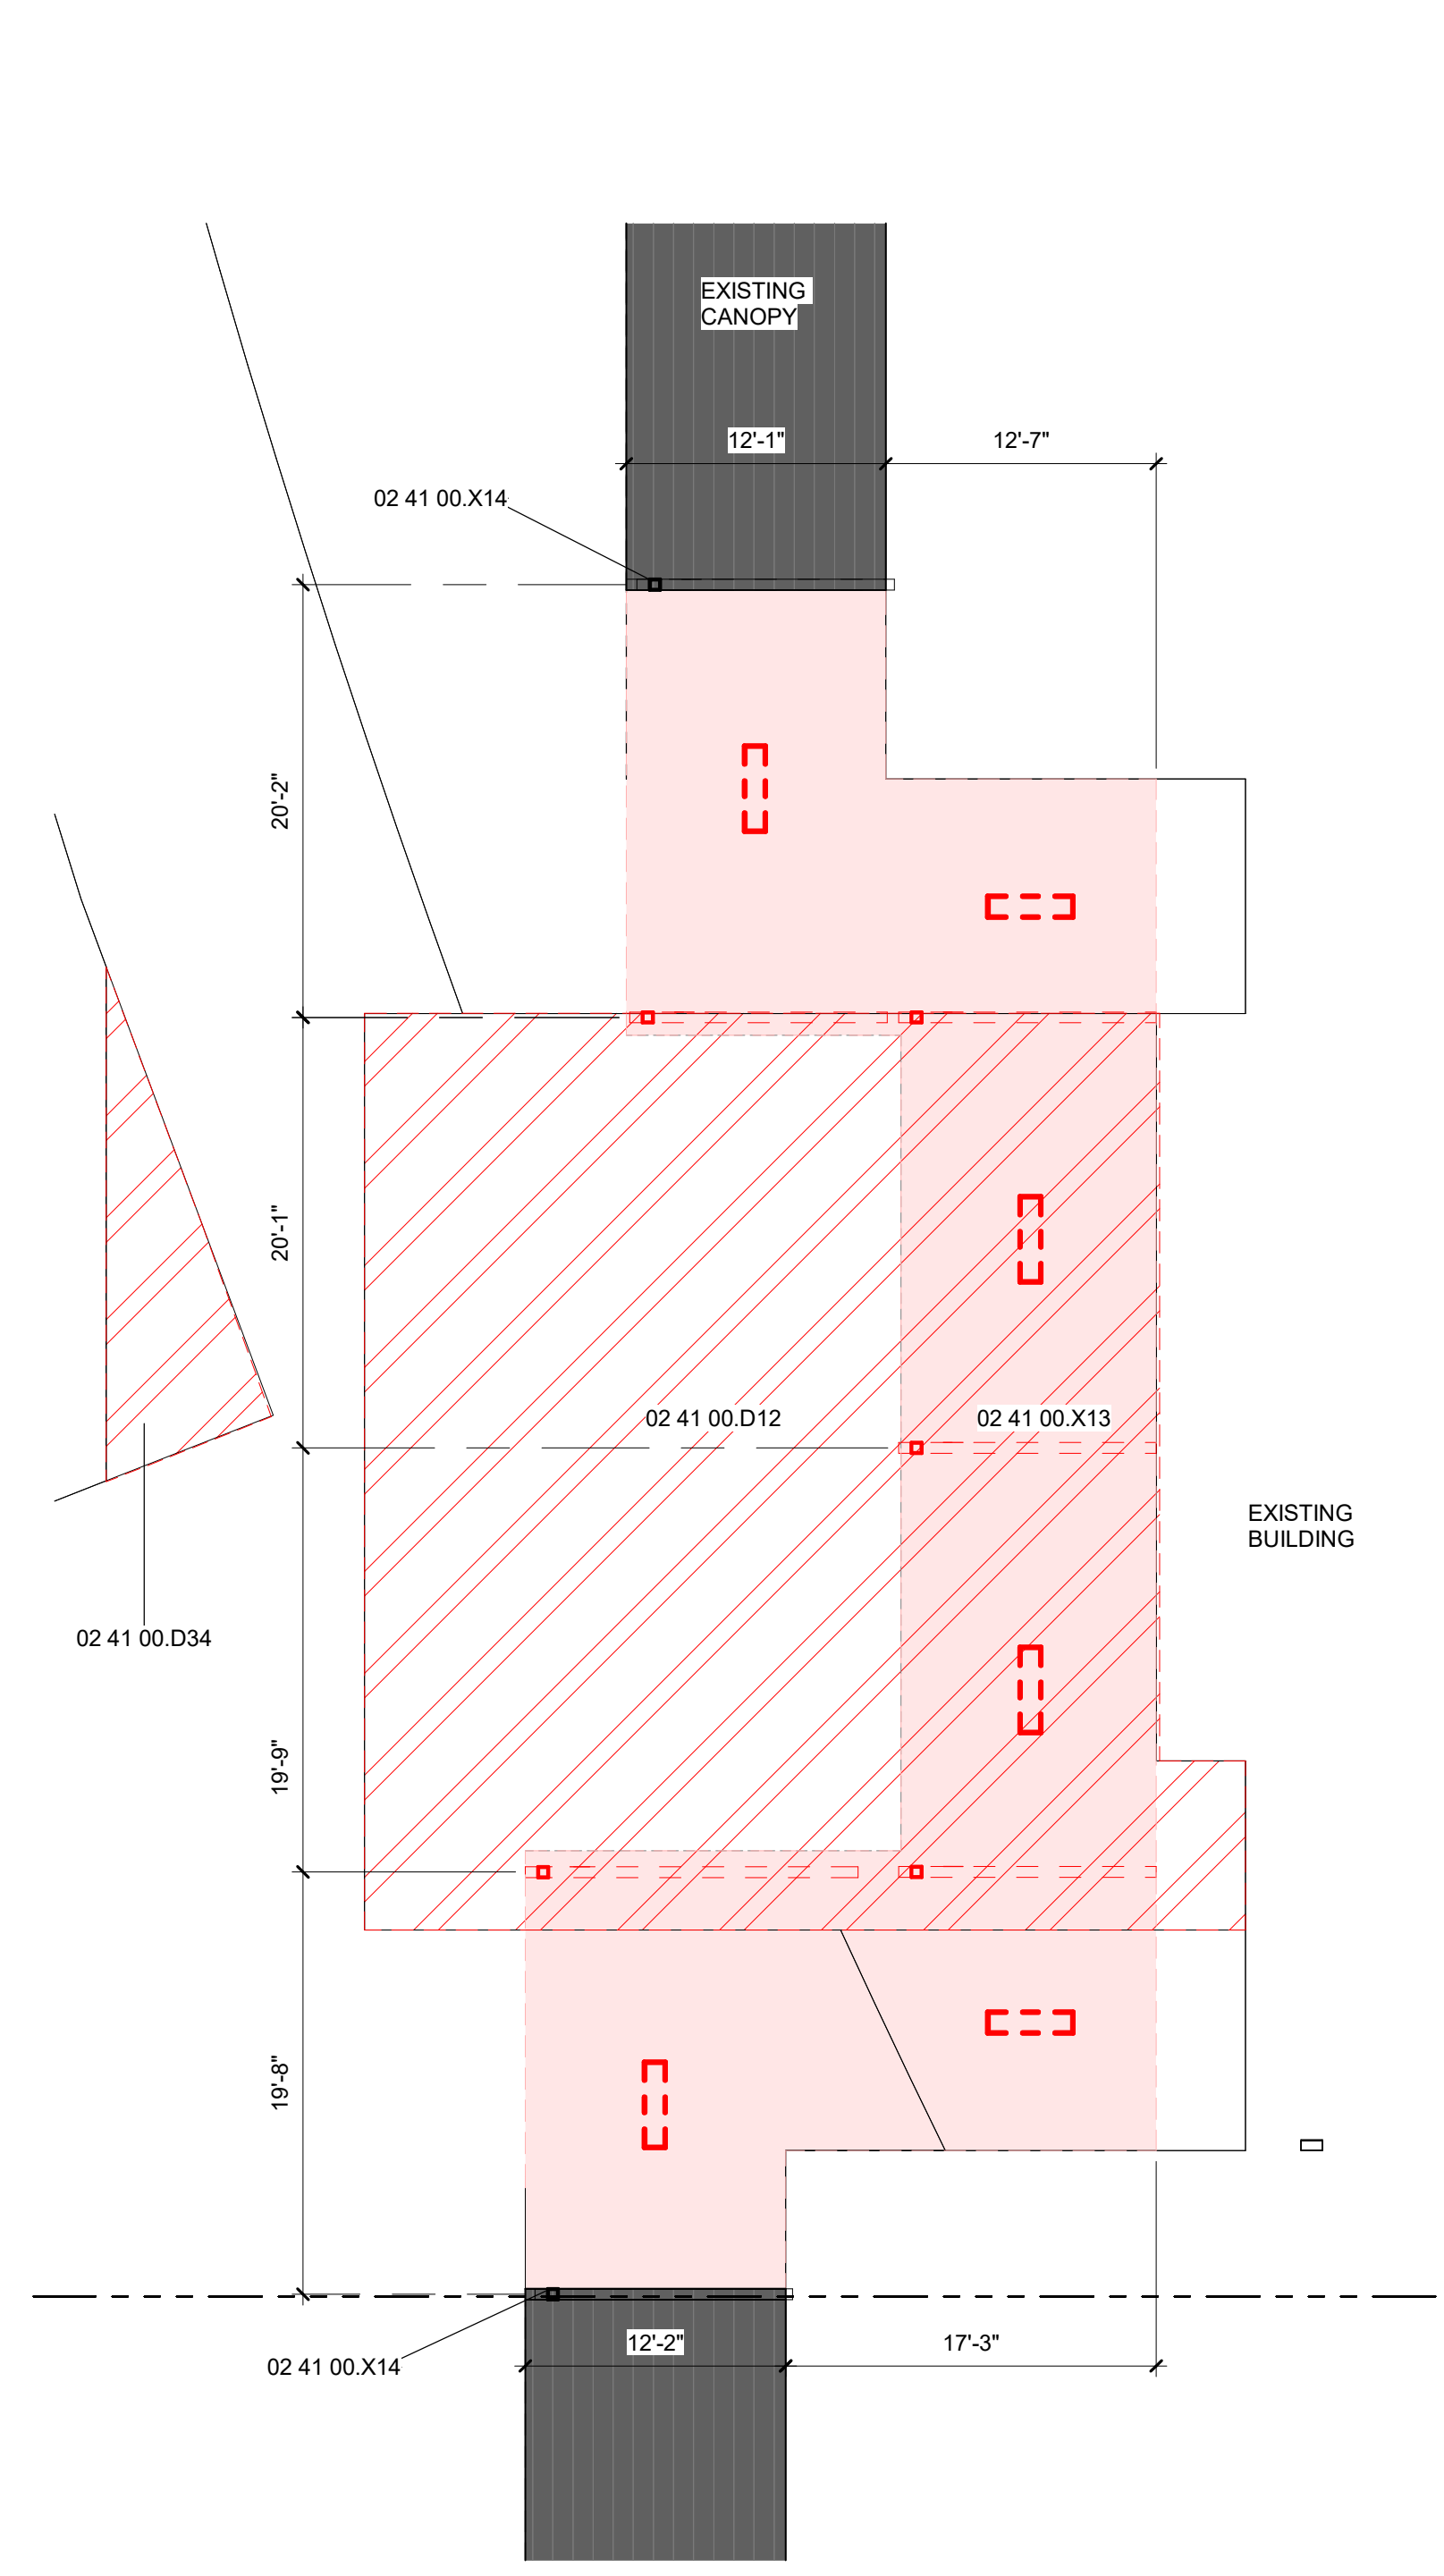 EXISTING
CANOPY
12'-1"
12'-7"
02 41 00.X14
20'-2"
20'-1"
02 41 00.D12
02 41 00.X13
EXISTING
BUILDING
02 41 00.D34
19'-9"
19'-8"
12'-2"
17'-3"
02 41 00.X14